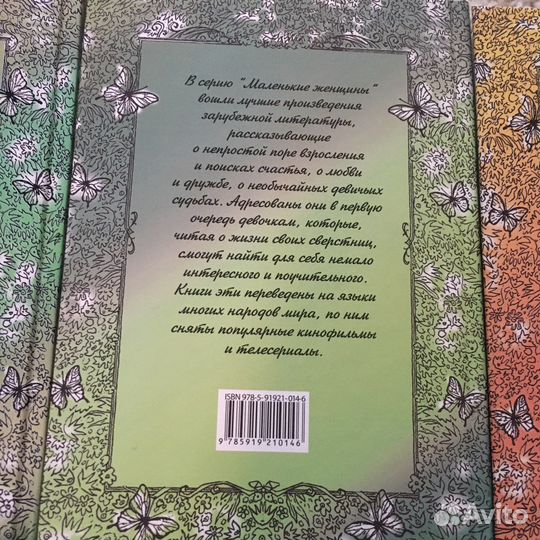 В серию "Маленькие женщины"
вошли лучшие произведения
зарубежной литературы,
рассказывающие
о непростой поре взросления
и поисках счастья, о любви
и дружбе, о необычайных девичьих
судьбах. Адресованы они в первую
очередь девочкам, которые,
читая о жизни своих сверстниц,
смогут найти для себя немало
интересного и поучительного.
Книги эти переведены на языки
многих народов мира, по ним
сняты популярные кинофильмы
и телесериалы.
ISBN 978-5-91921-014-6
9 785919 210146
Avito